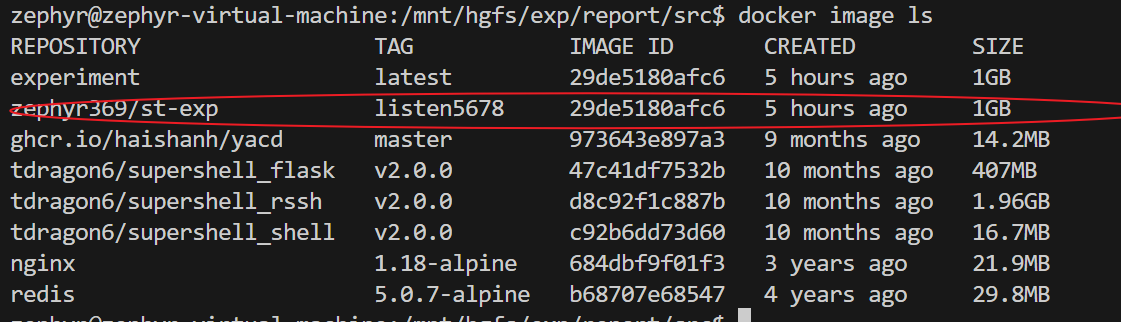 zephyr@zephyr-virtual-machine:/mnt/hgfs/exp/report/src$ docker image ls
REPOSITORY TAG IMAGE ID CREATED SIZE
experiment latest 29de5180afc6 5 hours ago 1GB
zephyr369/st-exp listen5678 29de5180afc6 5 hours ago 1GB
ghcr.io/haishanh/yacd master 973643e897a3 9 months ago 14.2MB
tdragon6/supershell_flask v2.0.0 47c41df7532b 10 months ago 407MB
tdragon6/supershell_rssh v2.0.0 d8c92f1c887b 10 months ago 1.96GB
tdragon6/supershell_shell v2.0.0 c92b6dd73d60 10 months ago 16.7MB
nginx 1.18-alpine 684dbf9f01f3 3 years ago 21.9MB
redis 5.0.7-alpine b68707e68547 4 years ago 29.8MB
zephyr@zephyr-virtual-machine:/mnt/hgfs/exp/report/src$